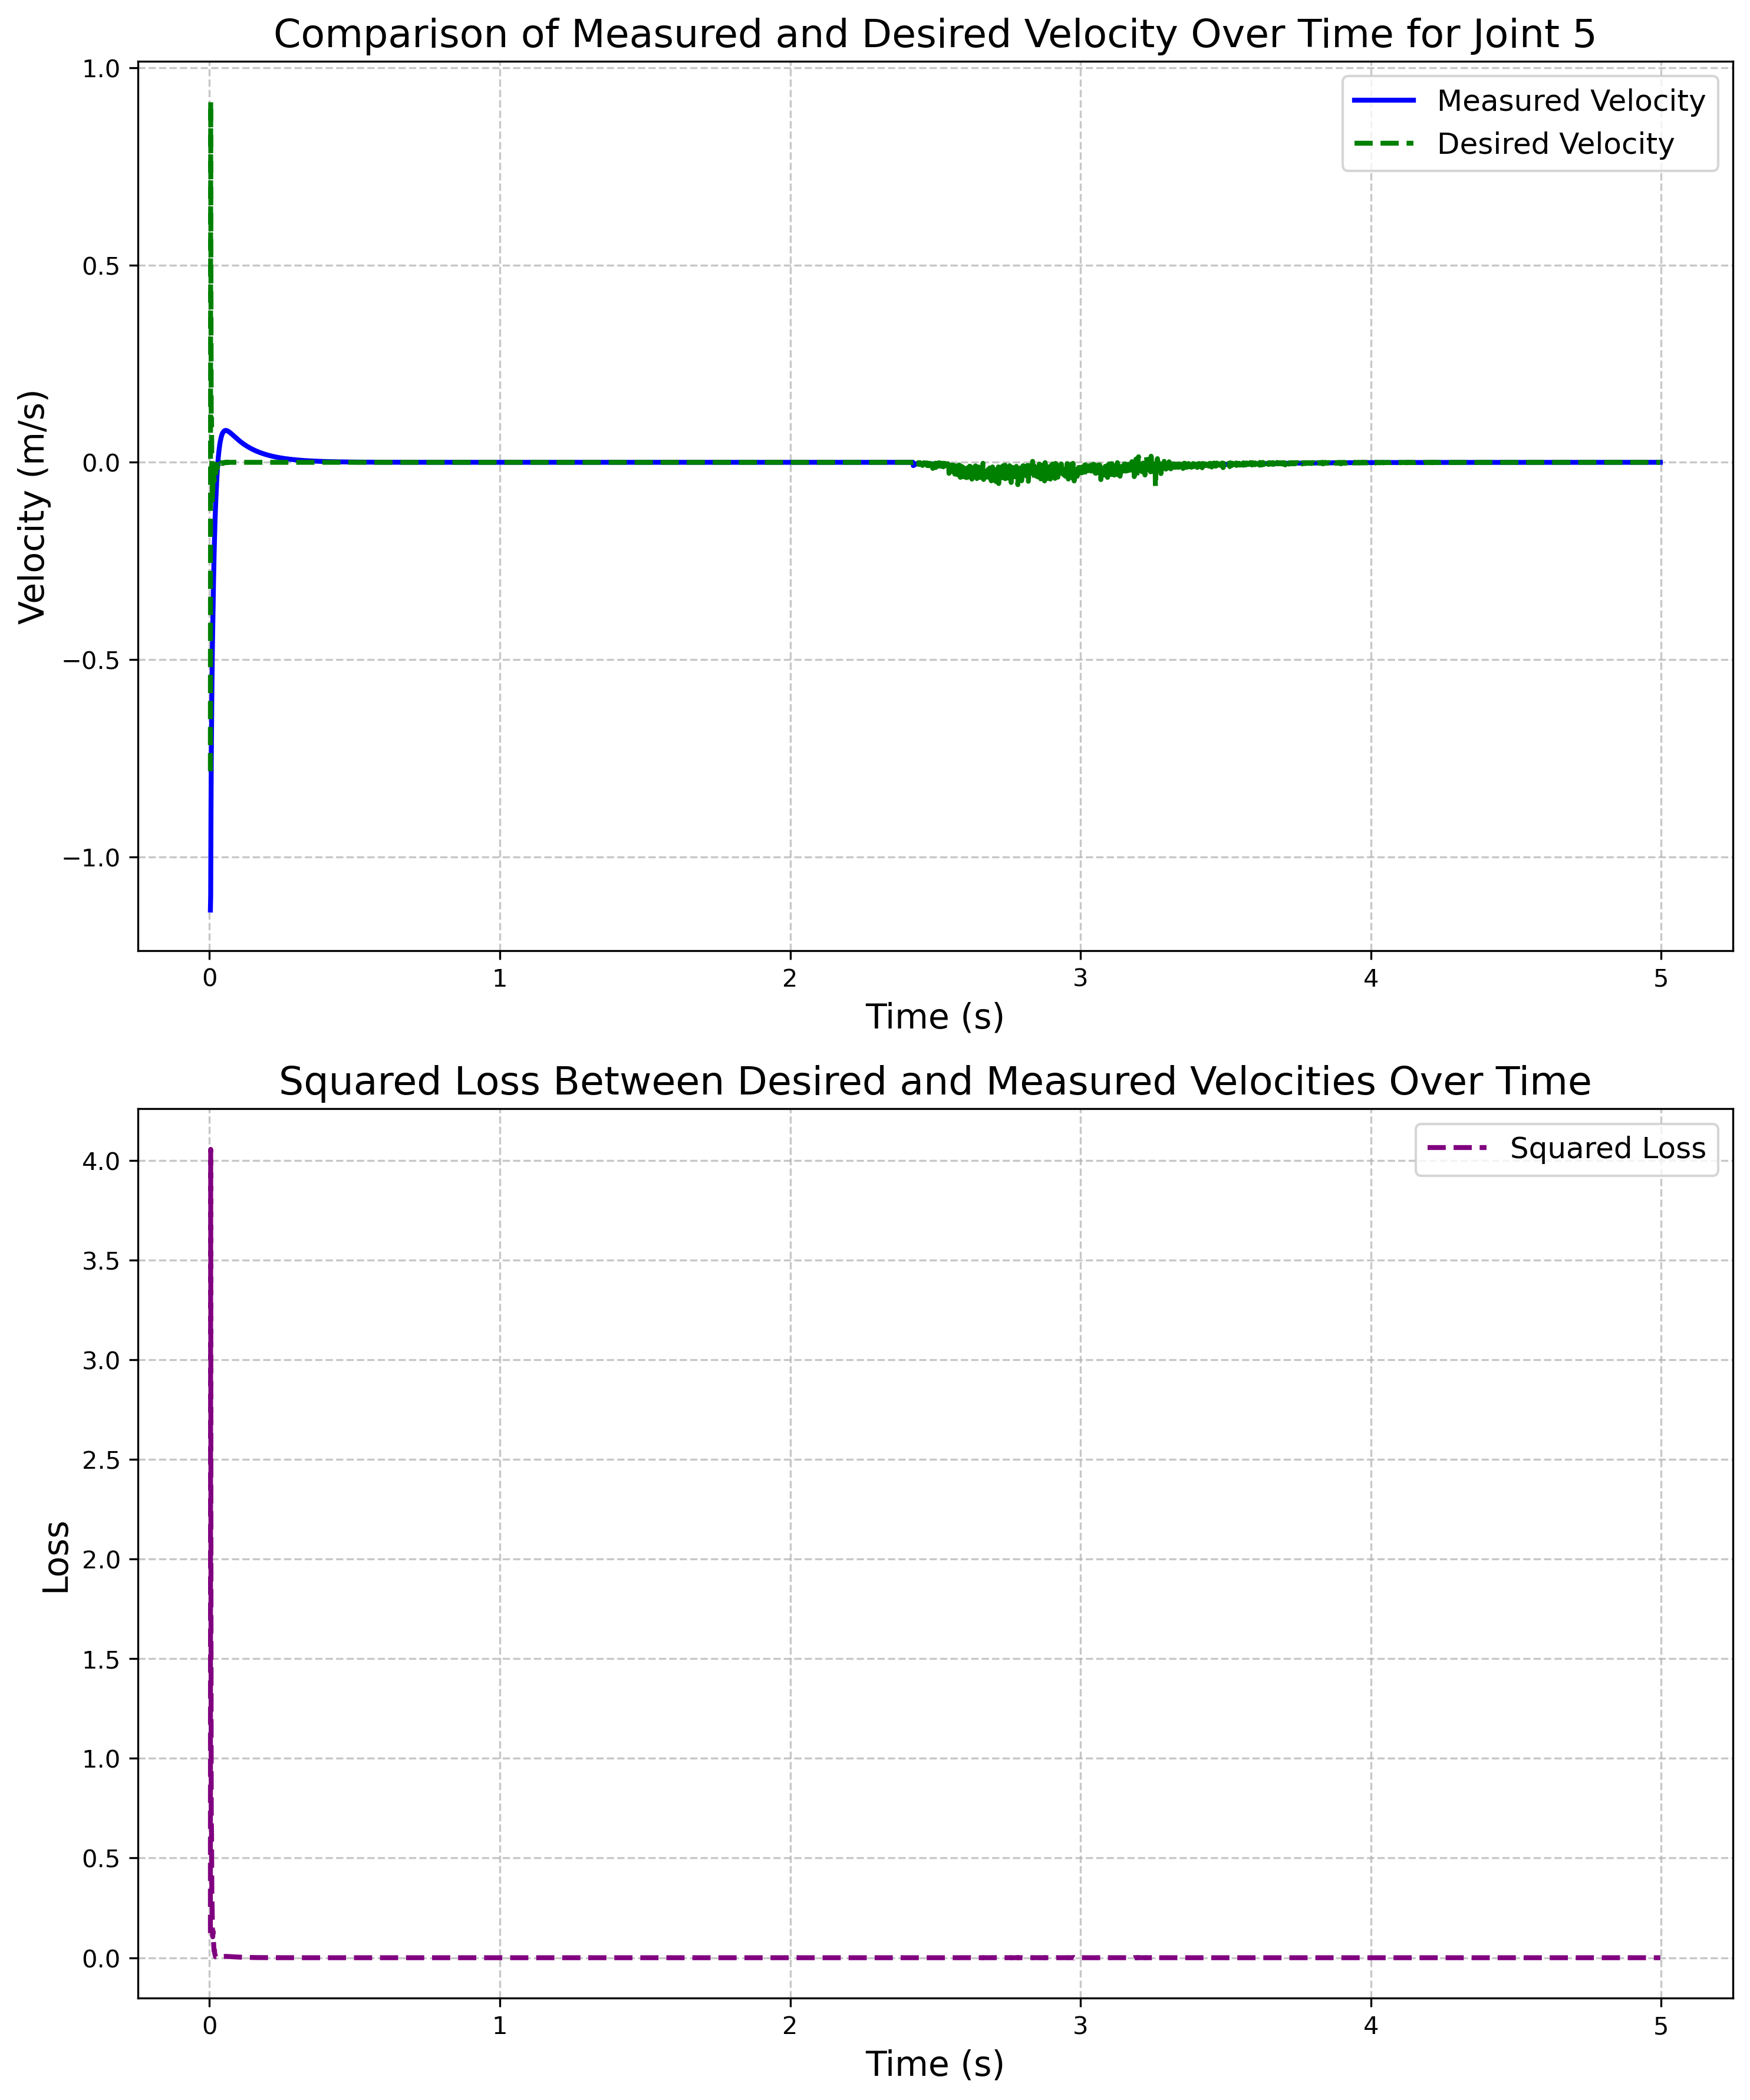 Comparison of Measured and Desired Velocity Over Time for Joint 5
1.0
0.5
0.0
−0.5
−1.0
Velocity (m/s)
Measured Velocity
Desired Velocity
0 1 2 3 4 5
Time (s)
Squared Loss Between Desired and Measured Velocities Over Time
4.0
3.5
3.0
2.5
2.0
1.5
1.0
0.5
0.0
Loss
Squared Loss
0 1 2 3 4 5
Time (s)